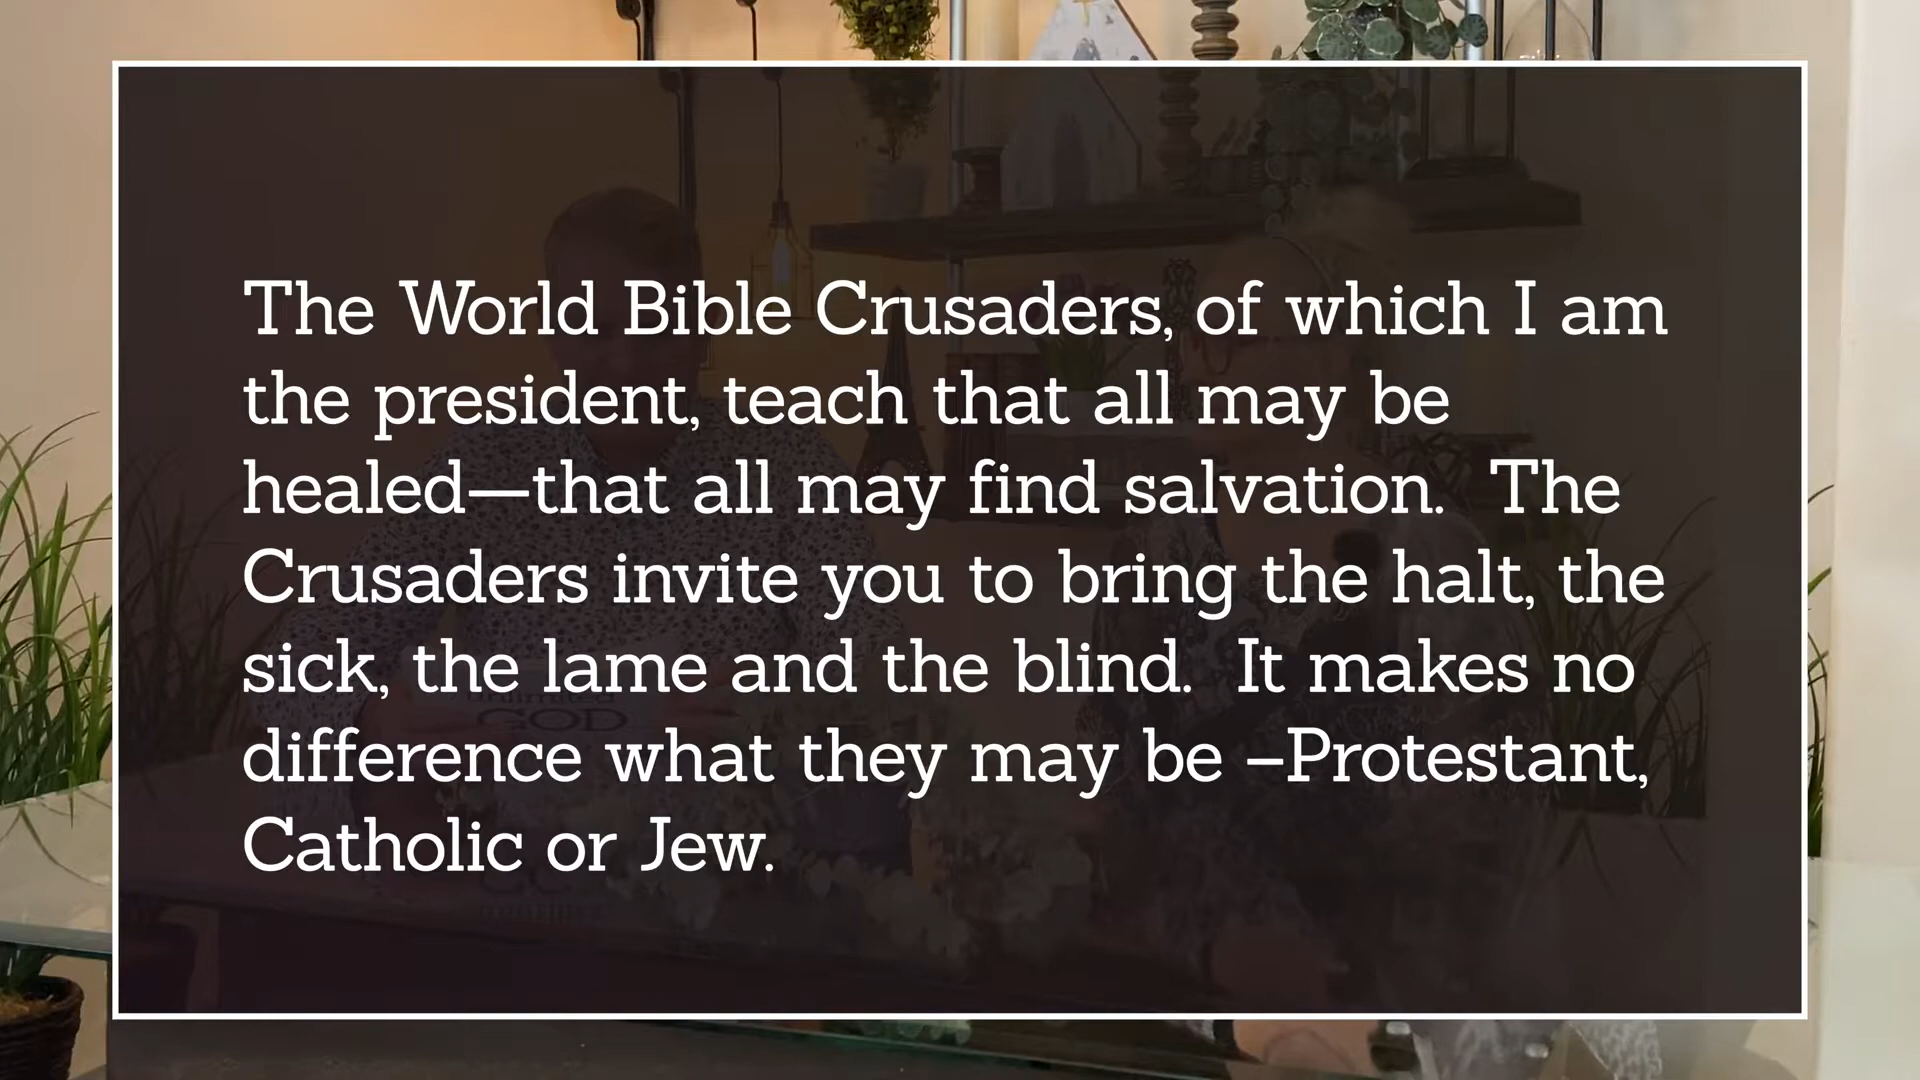 The World Bible Crusaders, of which I am
the president, teach that all may be
healed—that all may find salvation.  The
Crusaders invite you to bring the halt, the
sick, the lame and the blind.  It makes no
difference what they may be –Protestant,
Catholic or Jew.
GOD